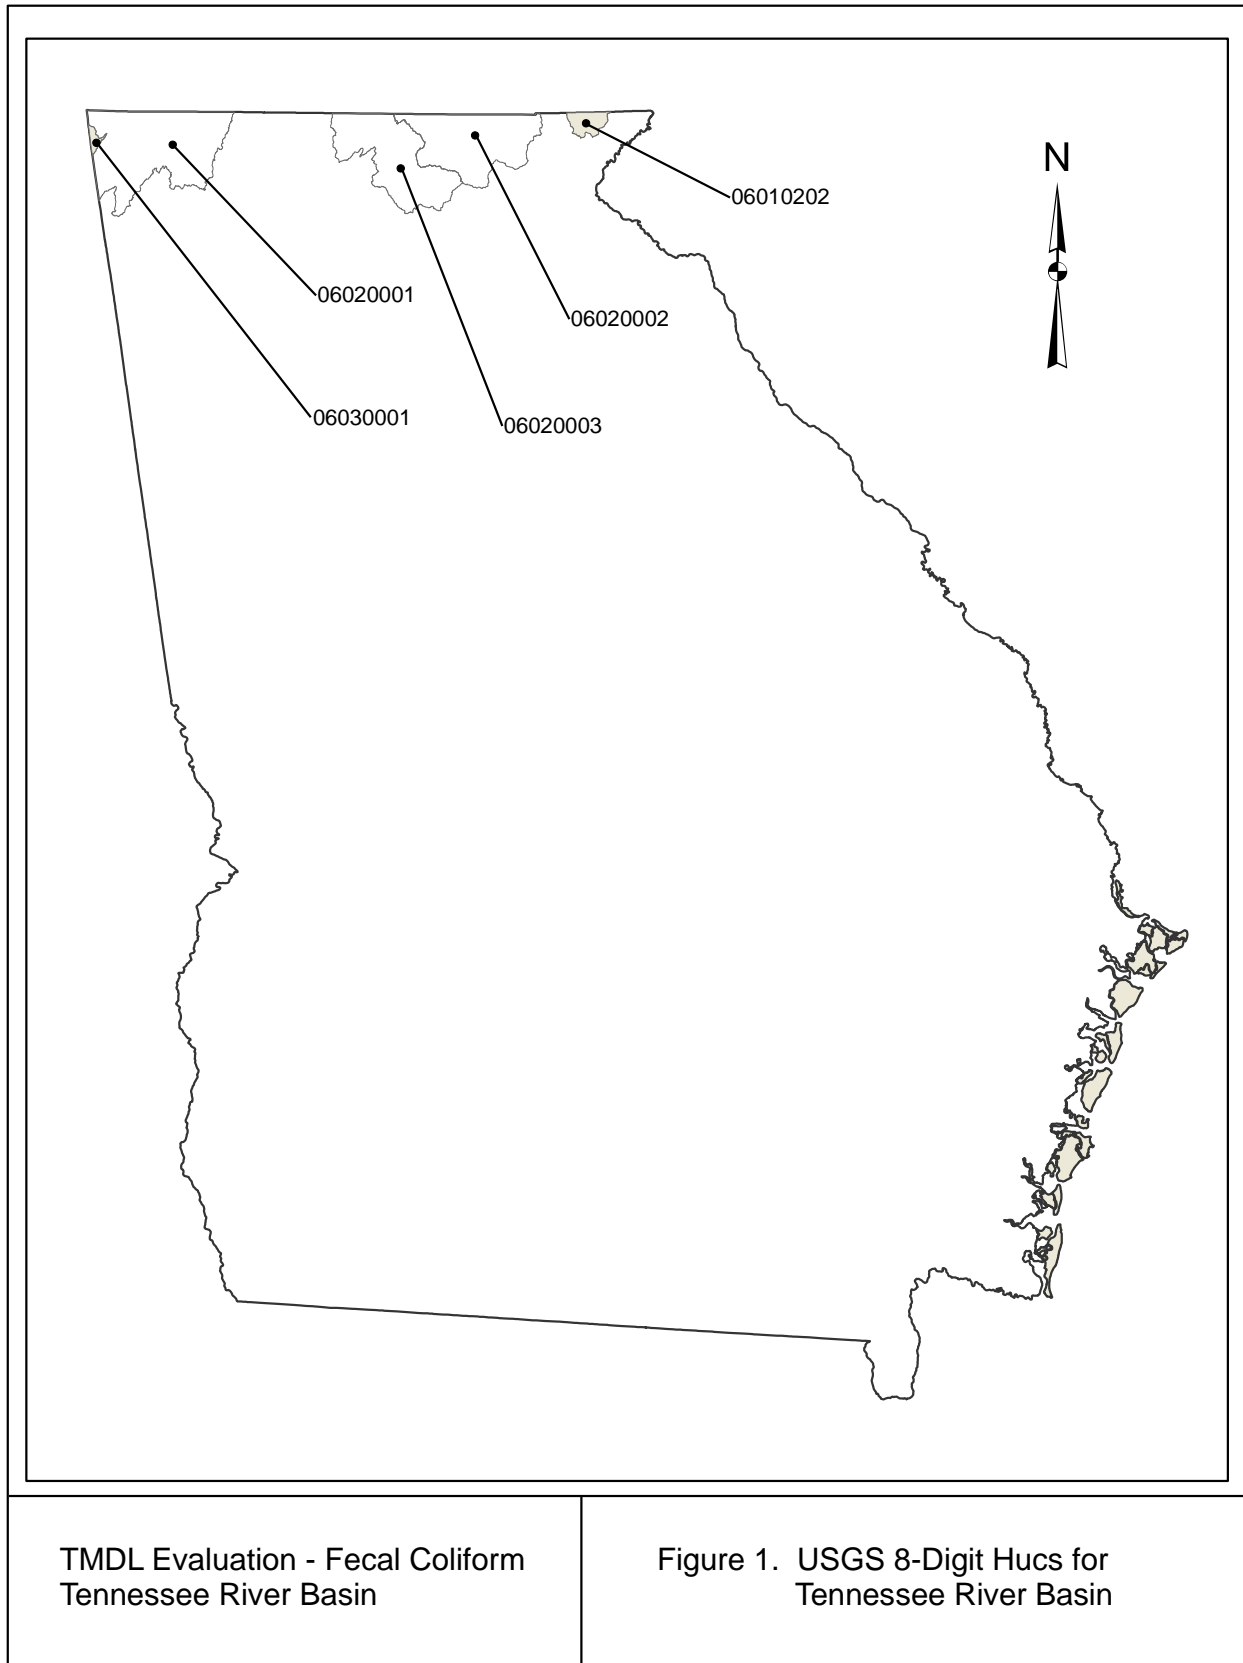 N
06010202
06020001
06020002
06030001
06020003
TMDL Evaluation - Fecal Coliform
Tennessee River Basin
Figure 1. USGS 8-Digit Hucs for
Tennessee River Basin